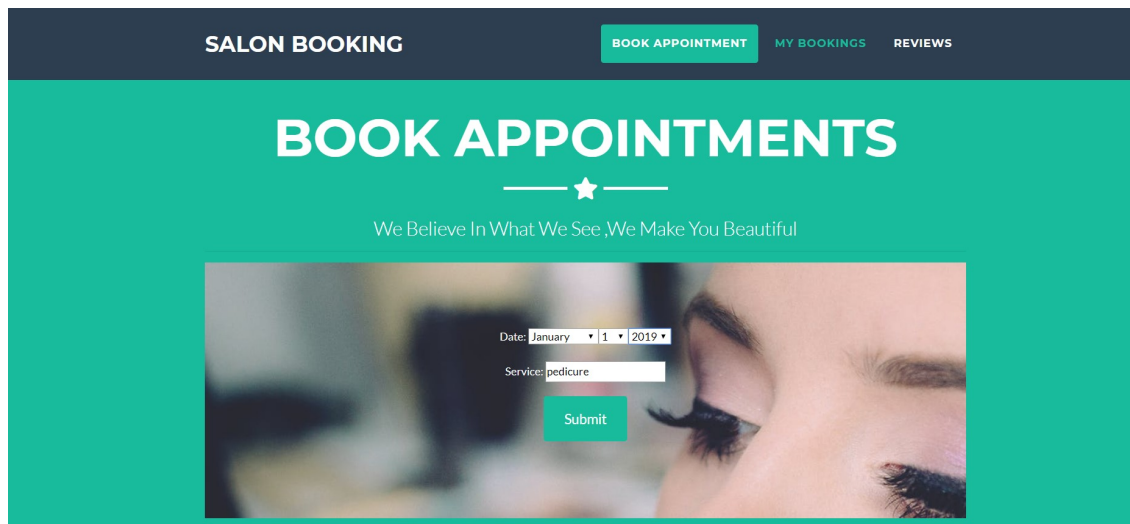 SALON BOOKING BOOK APPOINTMENT MY BOOKINGS REVIEWS
BOOK APPOINTMENTS
We Believe In What We See ,We Make You Beautiful
Date: January 1 2019
Service: pedicure
Submit